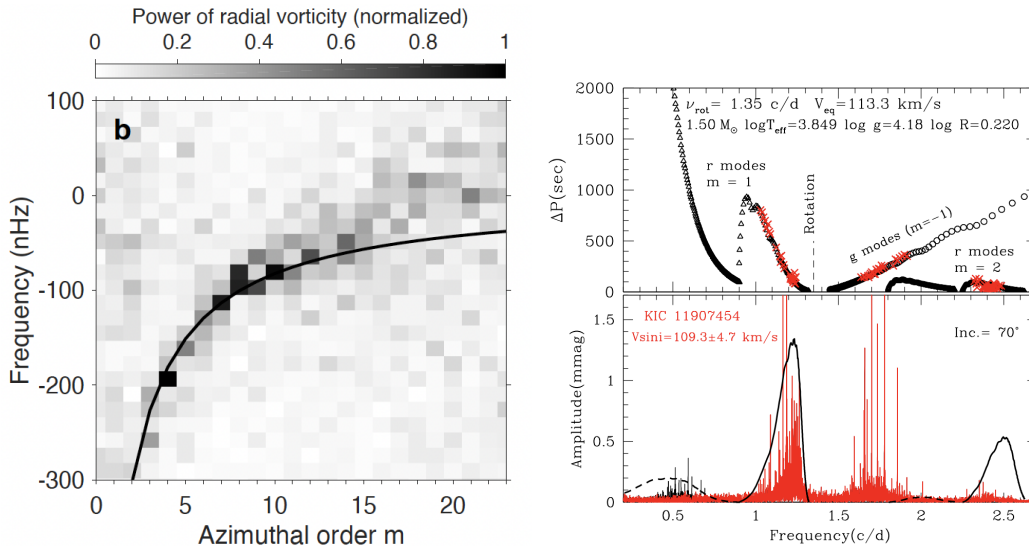 Power of radial vorticity (normalized)
0 0.2 0.4 0.6 0.8 1
b
Frequency (nHz)
100
0
-100
-200
-300
0 5 10 15 20
Azimuthal order m
ν_rot= 1.35 c/d V_eq=113.3 km/s
1.50 M_⊙ logT_eff=3.849 log g=4.18 log R=0.220
r modes
m = 1
Rotation
g modes (m=-1)
r modes
m = 2
ΔP(sec)
2000
1500
1000
500
0
KIC 11907454
Vsini=109.3±4.7 km/s
Inc.= 70°
Amplitude(mmag)
1.5
1
0.5
0
0.5 1 1.5 2 2.5
Frequency(c/d)